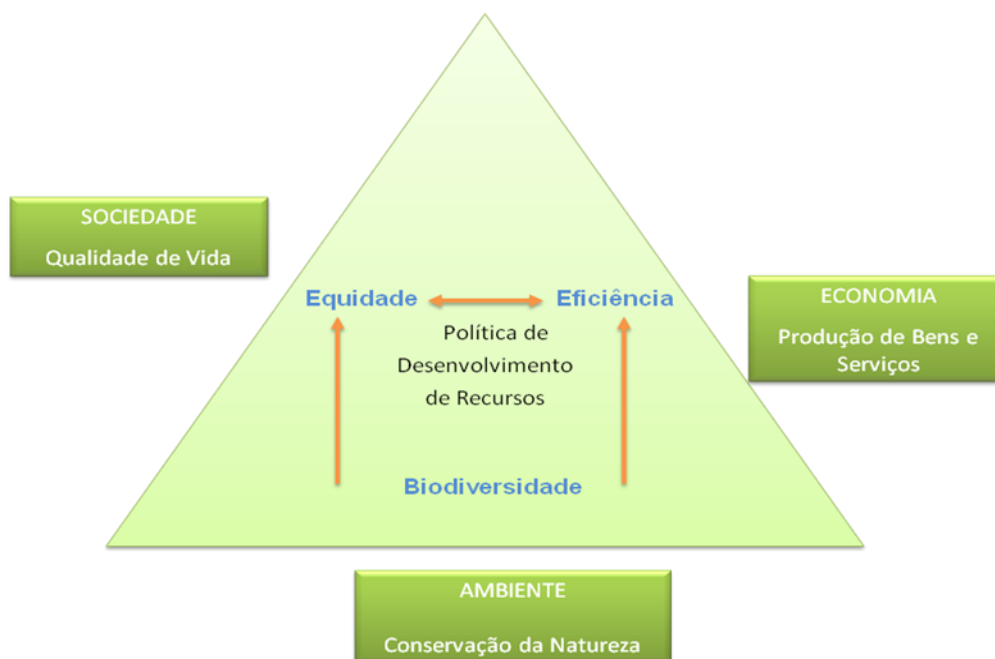 SOCIEDADE
Qualidade de Vida
Equidade
Eficiência
Política de
Desenvolvimento
de Recursos
ECONOMIA
Produção de Bens e
Serviços
Biodiversidade
AMBIENTE
Conservação da Natureza